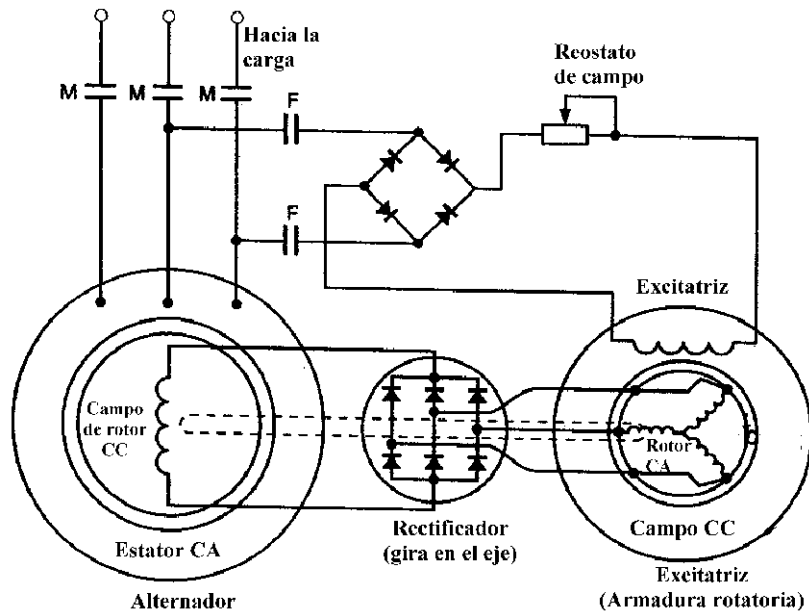 Hacia la
carga
M
M
M
F
F
Reostato
de campo
Excitatriz
Campo
de rotor
CC
Rotor
CA
Estator CA
Rectificador
(gira en el eje)
Campo CC
Alternador
Excitatriz
(Armadura rotatoria)